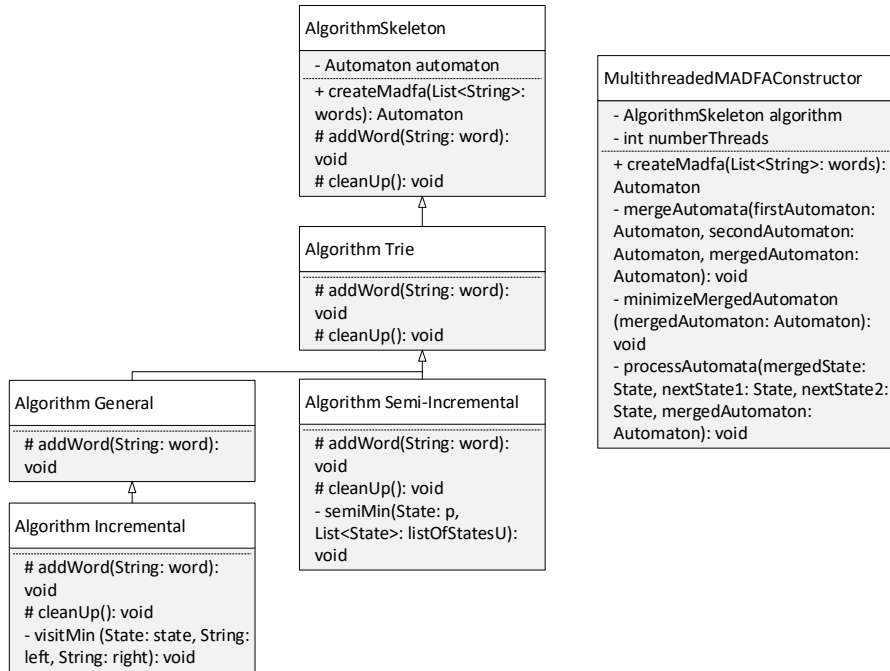 AlgorithmSkeleton
- Automaton automaton
+ createMadfa(List<String>:
words): Automaton
# addWord(String: word):
void
# cleanUp(): void
MultithreadedMADFAConstructor
- AlgorithmSkeleton algorithm
- int numberThreads
+ createMadfa(List<String>: words):
Automaton
- mergeAutomata(firstAutomaton:
Automaton, secondAutomaton:
Automaton, mergedAutomaton:
Automaton): void
- minimizeMergedAutomaton
(mergedAutomaton: Automaton):
void
- processAutomata(mergedState:
State, nextState1: State, nextState2:
State, mergedAutomaton:
Automaton): void
Algorithm Trie
# addWord(String: word):
void
# cleanUp(): void
Algorithm General
# addWord(String: word):
void
Algorithm Semi-Incremental
# addWord(String: word):
void
# cleanUp(): void
- semiMin(State: p,
List<State>: listOfStatesU):
void
Algorithm Incremental
# addWord(String: word):
void
# cleanUp(): void
- visitMin (State: state, String:
left, String: right): void